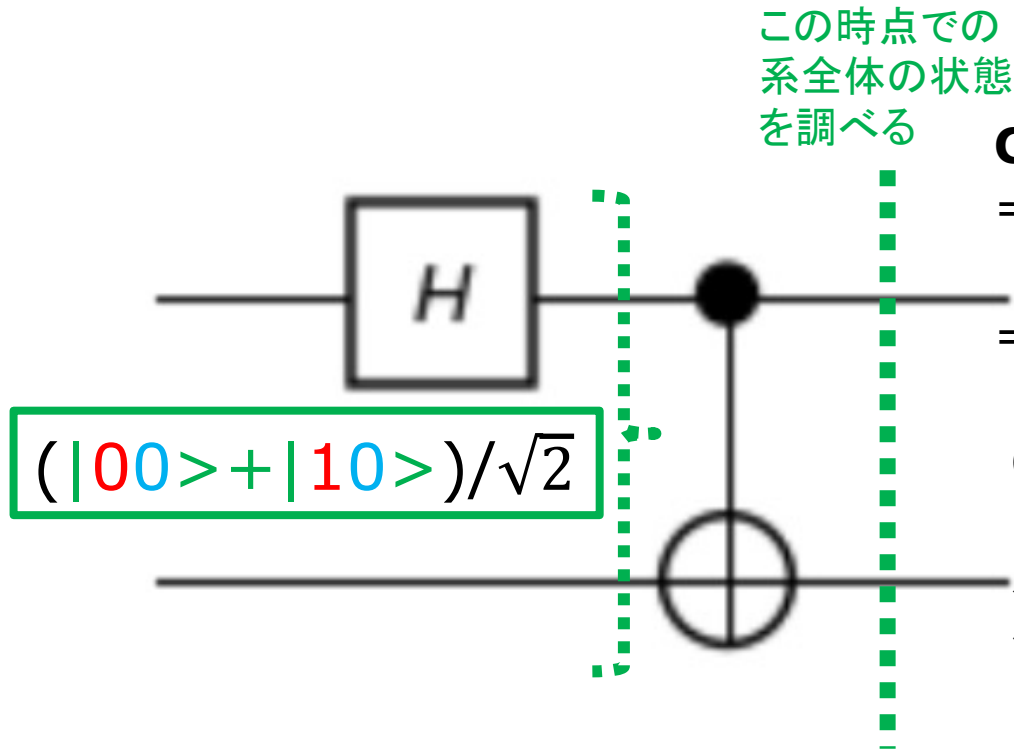 この時点での
系全体の状態
を調べる
H
(|00>+|10>)/√2
=
=